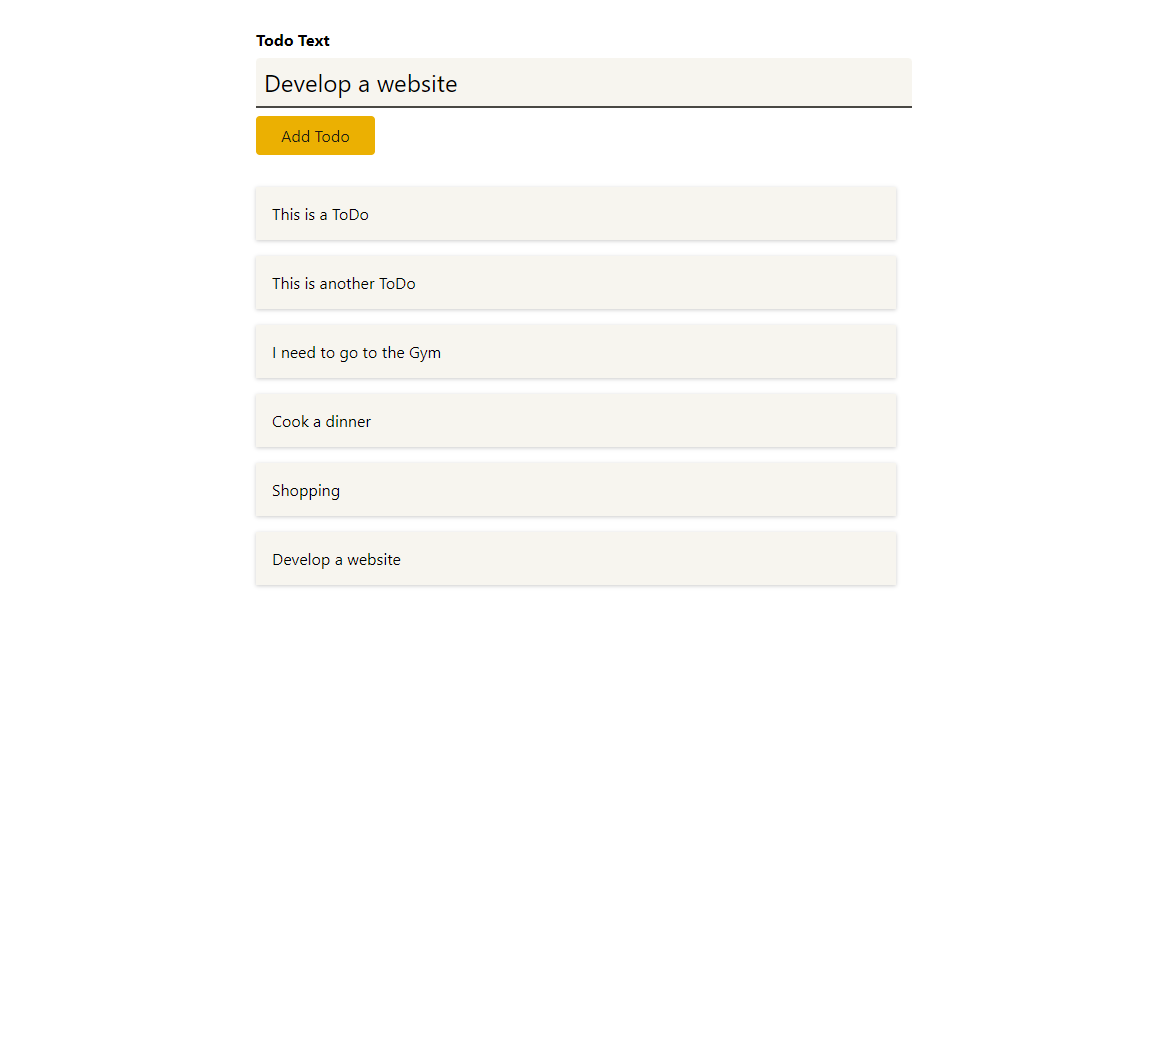 Todo Text
Develop a website
Add Todo
This is a ToDo
This is another ToDo
I need to go to the Gym
Cook a dinner
Shopping
Develop a website